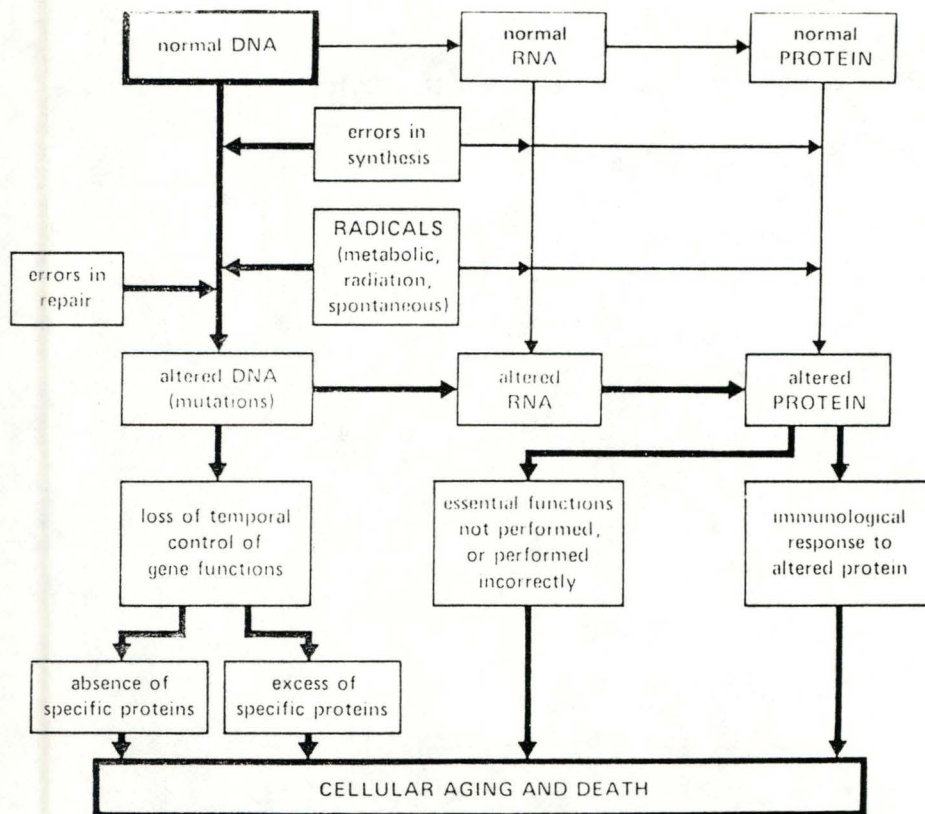 normal DNA
normal
RNA
normal
PROTEIN
errors in
synthesis
RADICALS
(metabolic,
radiation,
spontaneous)
errors in
repair
altered DNA
(mutations)
altered
RNA
altered
PROTEIN
loss of temporal
control of
gene functions
essential functions
not performed,
or performed
incorrectly
immunological
response to
altered protein
absence of
specific proteins
excess of
specific proteins
CELLULAR AGING AND DEATH